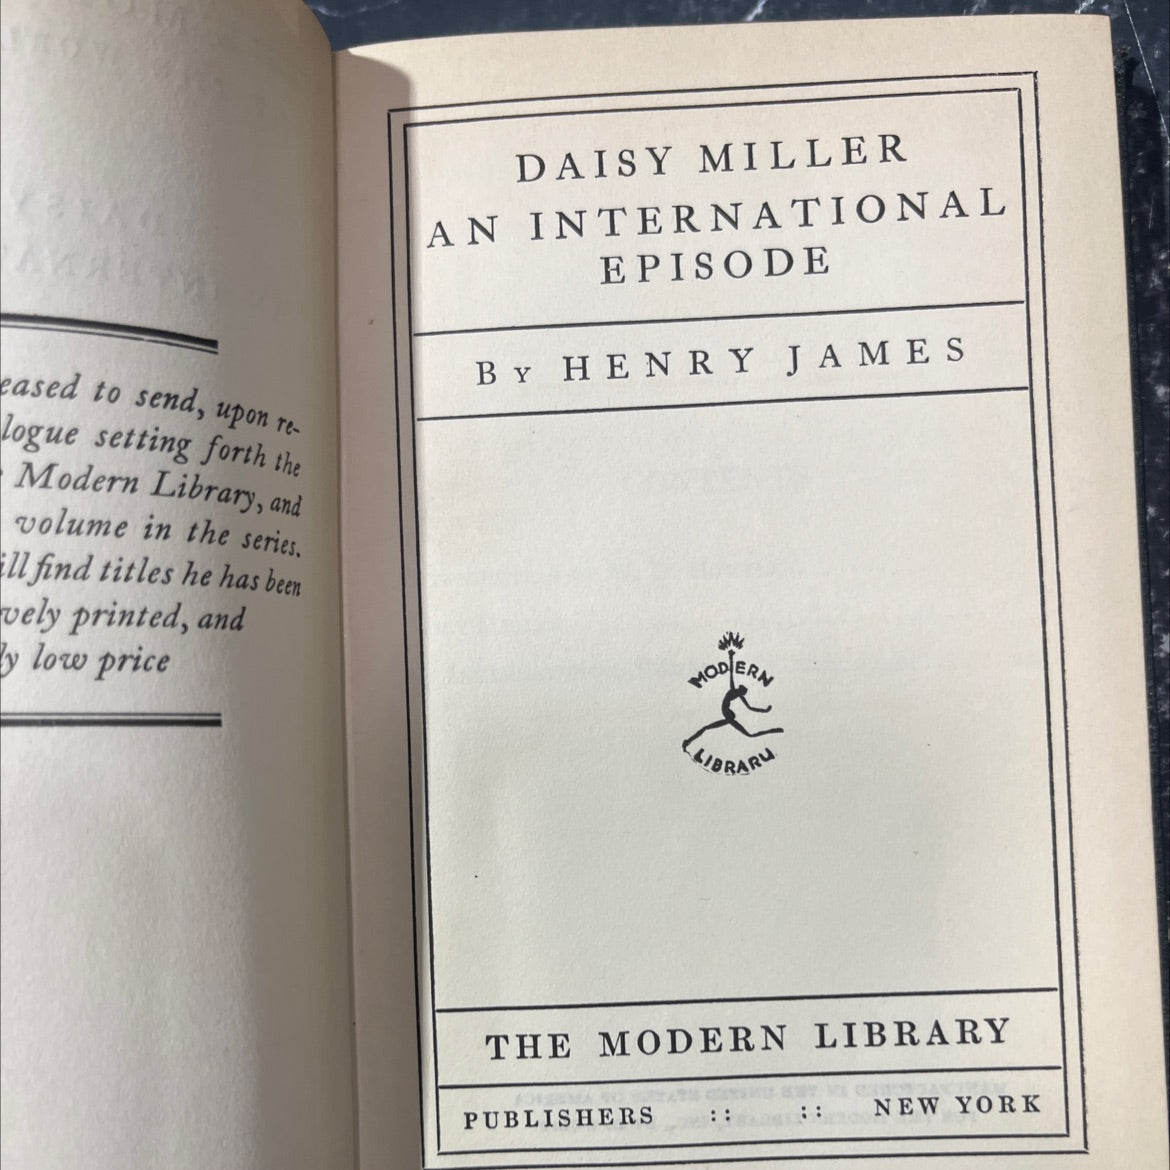 eased to send, upon re-
logue setting forth the
Modern Library, and
volume in the series.
ill find titles he has been
vely printed, and
ly low price
DAISY MILLER
AN INTERNATIONAL
EPISODE
BY HENRY JAMES
MODERN
LIBRARY
THE MODERN LIBRARY
PUBLISHERS :: :: NEW YORK